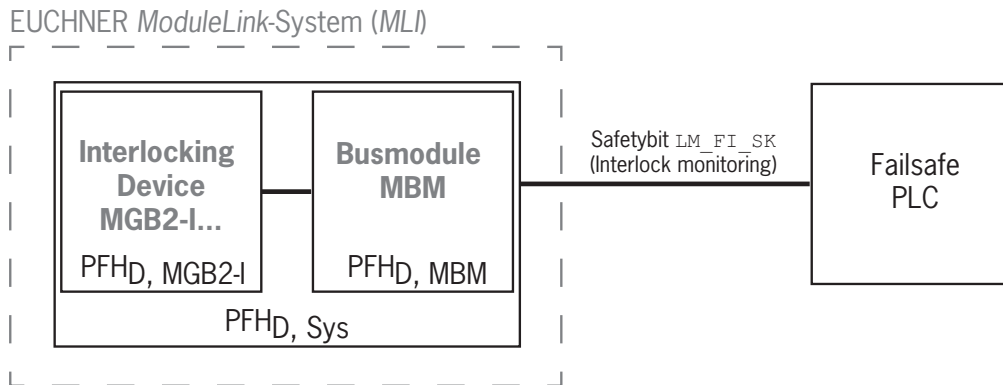 EUCHNER ModuleLink-System (MLI)
Interlocking
Device
MGB2-I...
PFHD, MGB2-I
Busmodule
MBM
PFHD, MBM
PFHD, Sys
Safetybit LM_FI_SK
(Interlock monitoring)
Failsafe
PLC